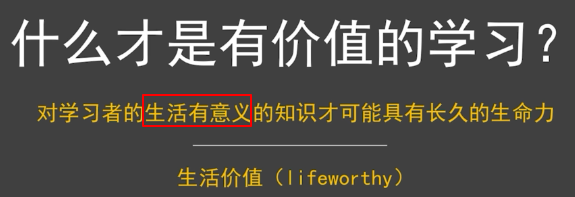 什么才是有价值的学习？
对学习者的生活有意义的知识才可能具有长久的生命力
生活价值（lifeworthy）